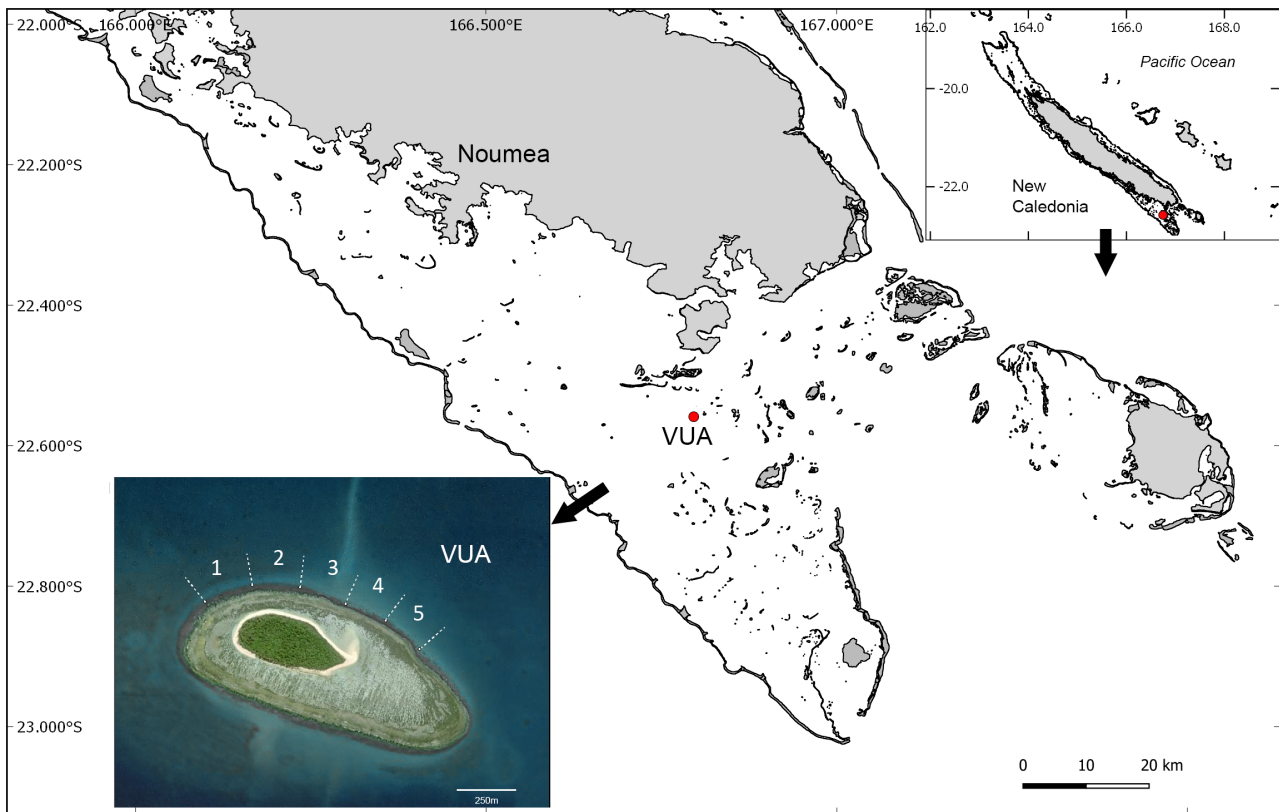 22.000°S
166.000°E
166.500°E
167.000°E
162.0
164.0
166.0
168.0
Pacific Ocean
-20.0
-22.0
New
Caledonia
22.200°S
Noumea
22.400°S
22.600°S
VUA
22.800°S
23.000°S
VUA
1
2
3
4
5
250m
0
10
20 km